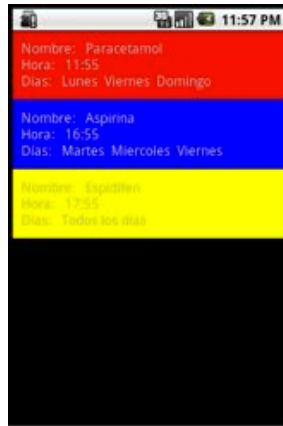 11:57 PM
Nombre: Paracetamol
Hora: 11:55
Dias: Lunes Viernes Domingo
Nombre: Aspirina
Hora: 16:55
Dias: Martes Miercoles Viernes
Nombre: Espidifen
Hora: 17:55
Dias: Todos los dias